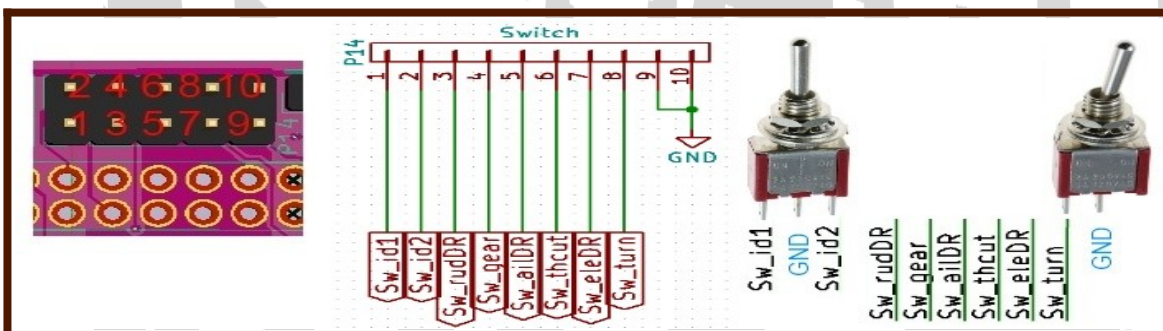 2 4 6 8 10
1 3 5 7 9
P14
Switch
P14
1 2 3 4 5 6 7 8 9 10
GND
Sw_id1
Sw_id2
Sw_rudDR
Sw_gear
Sw_ailDR
Sw_thcut
Sw_eleDR
Sw_turn
Sw_id1
GND
Sw_id2
Sw_rudDR
Sw_gear
Sw_ailDR
Sw_thcut
Sw_eleDR
Sw_turn
GND